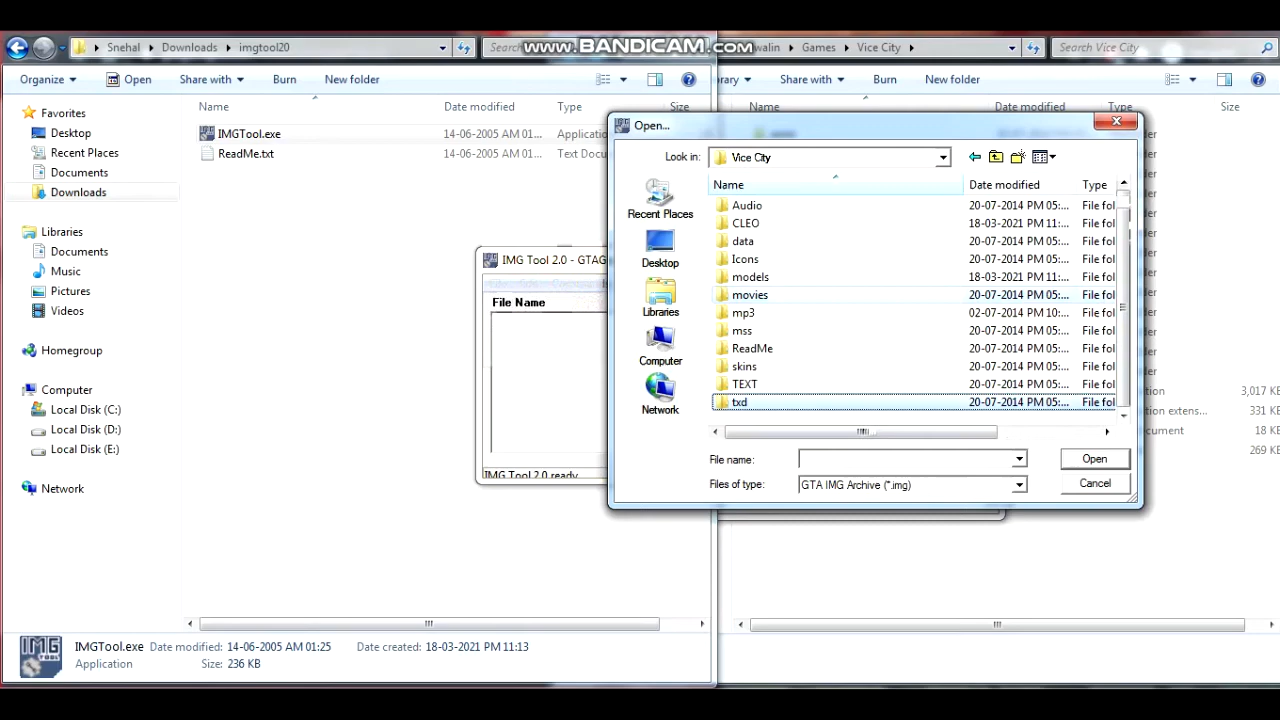 Snehal Downloads imgtool20
Search
www.BANDICAM.com
Games Vice City
Search Vice City
Organize Open Share with Burn New folder
Share with Burn New folder
Name Date modified Type Size
Name Type Size
Favorites
Desktop
Recent Places
Documents
Downloads
Libraries
Documents
Music
Pictures
Videos
Homegroup
Computer
Local Disk (C:)
Local Disk (D:)
Local Disk (E:)
Network
IMGTool.exe 14-06-2005 AM 01:... Applicatio
ReadMe.txt 14-06-2005 AM 01:... Text Docu
IMG Tool 2.0 - GTAG
File Name
IMG Tool 2.0 ready
Open...
Look in: Vice City
Recent Places
Desktop
Libraries
Computer
Network
Name Date modified Type
Audio 20-07-2014 PM 05:... File fol
CLEO 18-03-2021 PM 11:... File fol
data 20-07-2014 PM 05:... File fol
Icons 20-07-2014 PM 05:... File fol
models 18-03-2021 PM 11:... File fol
movies 20-07-2014 PM 05:... File fol
mp3 02-07-2014 PM 10:... File fol
mss 20-07-2014 PM 05:... File fol
ReadMe 20-07-2014 PM 05:... File fol
skins 20-07-2014 PM 05:... File fol
TEXT 20-07-2014 PM 05:... File fol
txd 20-07-2014 PM 05:... File fol
File name: Open
Files of type: GTA IMG Archive (*.img) Cancel
3,017 KB
331 KB
18 KB
269 KB
IMGTool.exe Date modified: 14-06-2005 AM 01:25 Date created: 18-03-2021 PM 11:13
Application Size: 236 KB